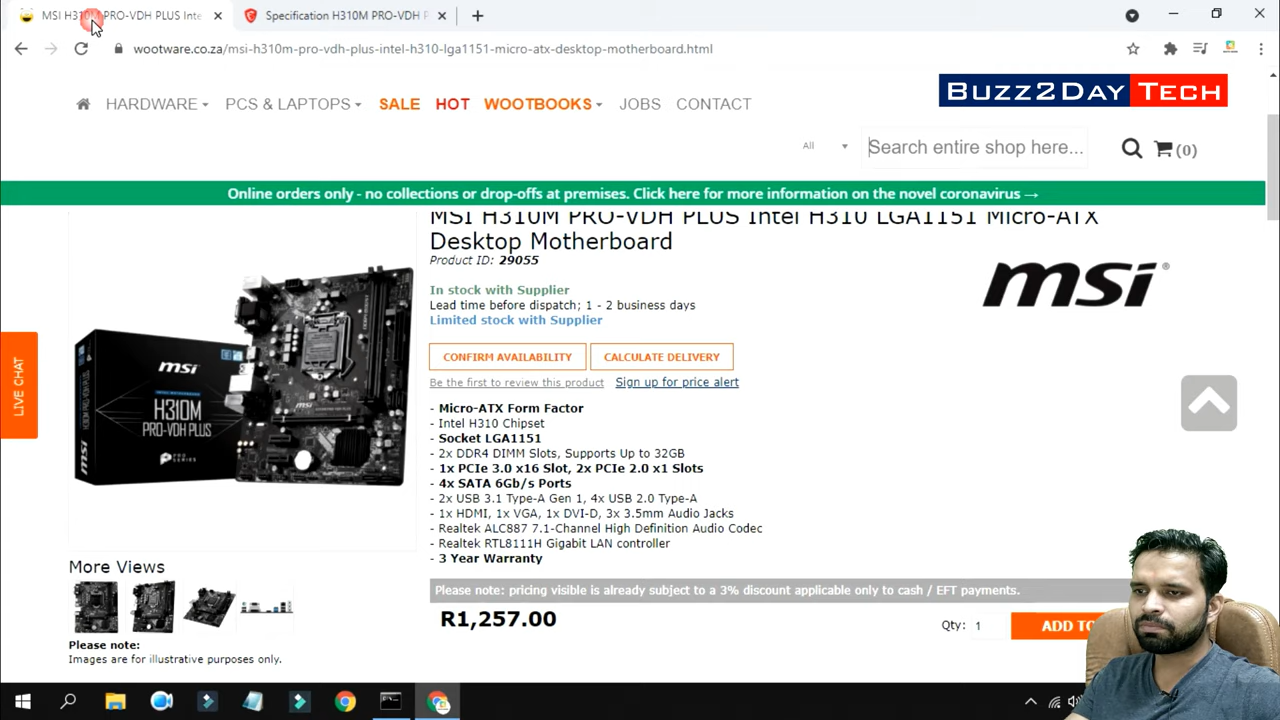 MSI H310M PRO-VDH PLUS Inte
Specification H310M PRO-VDH P
wootware.co.za/msi-h310m-pro-vdh-plus-intel-h310-lga1151-micro-atx-desktop-motherboard.html
BUZZ2DAY TECH
HARDWARE PCS & LAPTOPS SALE HOT WOOTBOOKS JOBS CONTACT
All Search entire shop here... (0)
Online orders only - no collections or drop-offs at premises. Click here for more information on the novel coronavirus →
MSI H310M PRO-VDH PLUS Intel H310 LGA1151 Micro-ATX
Desktop Motherboard
Product ID: 29055
msi
In stock with Supplier
Lead time before dispatch; 1 - 2 business days
Limited stock with Supplier
LIVE CHAT
CONFIRM AVAILABILITY CALCULATE DELIVERY
Be the first to review this product Sign up for price alert
msi
H310M
PRO-VDH PLUS
PRO SERIES
msi
- Micro-ATX Form Factor
- Intel H310 Chipset
- Socket LGA1151
- 2x DDR4 DIMM Slots, Supports Up to 32GB
- 1x PCIe 3.0 x16 Slot, 2x PCIe 2.0 x1 Slots
- 4x SATA 6Gb/s Ports
- 2x USB 3.1 Type-A Gen 1, 4x USB 2.0 Type-A
- 1x HDMI, 1x VGA, 1x DVI-D, 3x 3.5mm Audio Jacks
- Realtek ALC887 7.1-Channel High Definition Audio Codec
- Realtek RTL8111H Gigabit LAN controller
- 3 Year Warranty
More Views
Please note: pricing visible is already subject to a 3% discount applicable only to cash / EFT payments.
R1,257.00
Qty: 1 ADD TO
Please note:
Images are for illustrative purposes only.